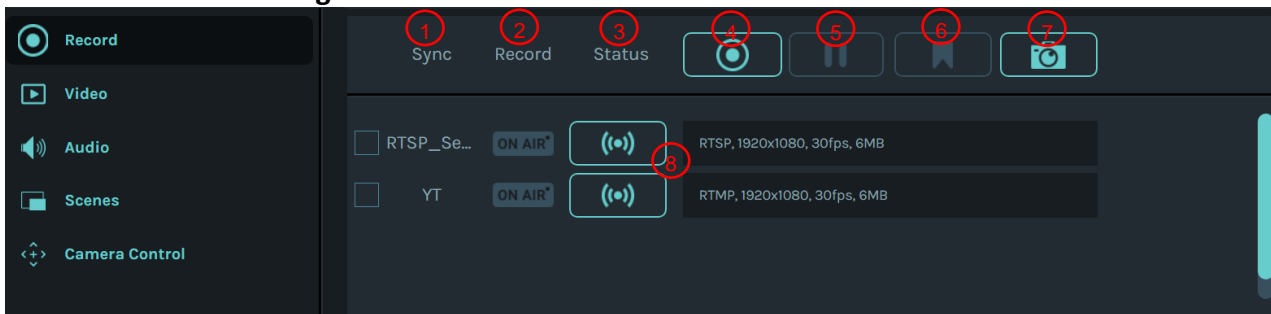 g
1 2 3 4 5 6 7
Record
Sync Record Status
Video
Audio
RTSP_Se... ON AIR RTSP, 1920x1080, 30fps, 6MB
8
Scenes
YT ON AIR RTMP, 1920x1080, 30fps, 6MB
Camera Control